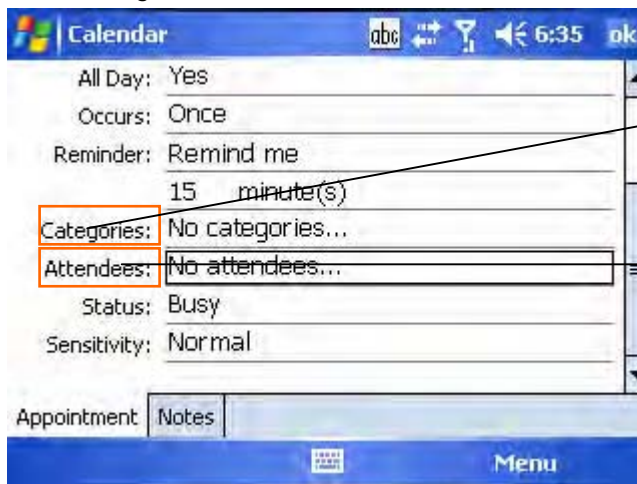 Calendar abc 6:35 ok
All Day: Yes
Occurs: Once
Reminder: Remind me
15 minute(s)
Categories: No categories...
Attendees: No attendees...
Status: Busy
Sensitivity: Normal
Appointment Notes
Menu